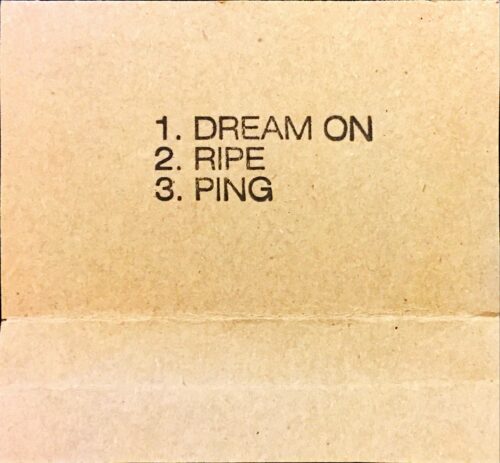 1. DREAM ON
2. RIPE
3. PING